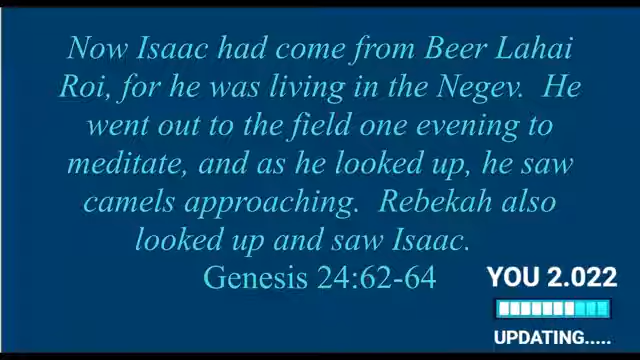 Now Isaac had come from Beer Lahai
Roi, for he was living in the Negev.  He
went out to the field one evening to
meditate, and as he looked up, he saw
camels approaching.  Rebekah also
looked up and saw Isaac.
Genesis 24:62-64
YOU 2.022
UPDATING.....